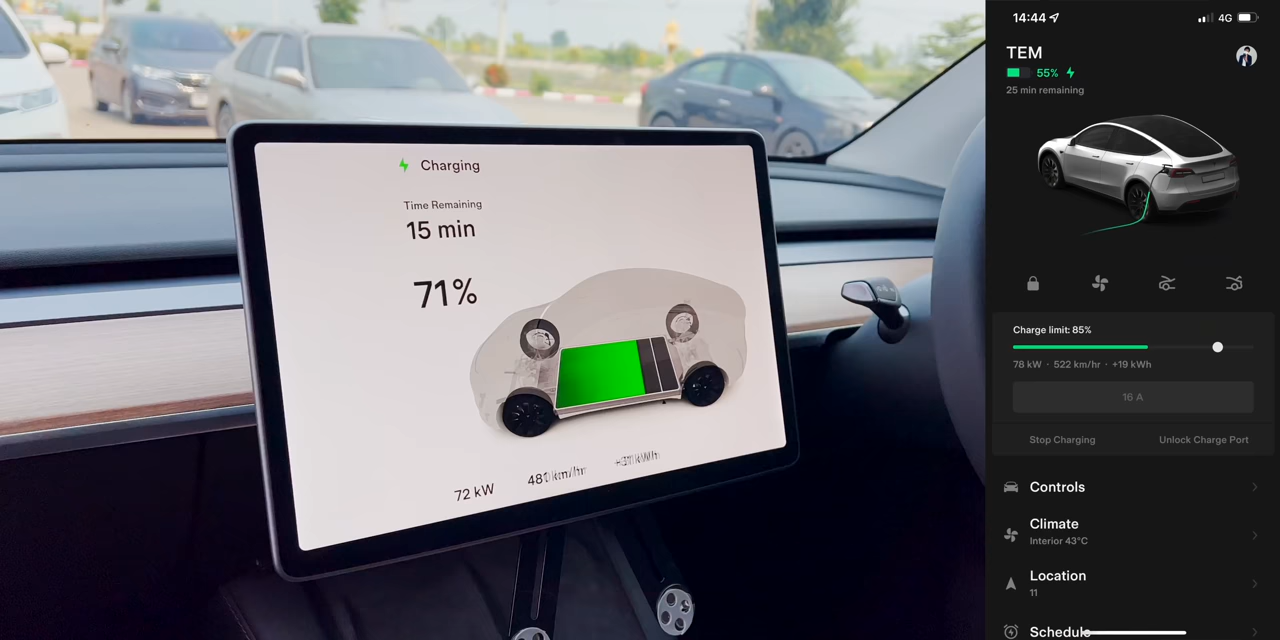 Charging
Time Remaining
15 min
71%
72 kW
14:44
4G
TEM
55%
25 min remaining
Charge limit: 85%
78 kW · 522 km/hr · +19 kWh
16 A
Stop Charging
Unlock Charge Port
Controls
Climate
Interior 43°C
Location
11
Schedule